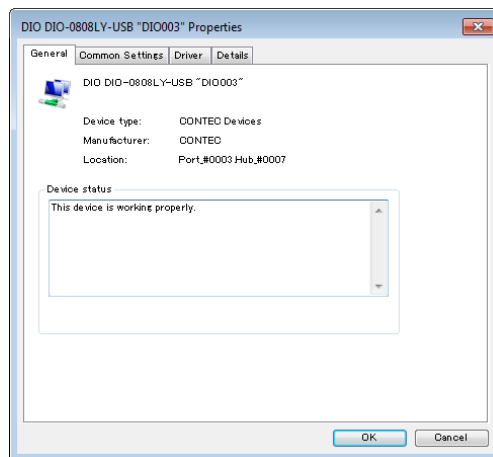 DIO DIO-0808LY-USB "DIO003" Properties
General Common Settings Driver Details
DIO DIO-0808LY-USB "DIO003"
Device type: CONTEC Devices
Manufacturer: CONTEC
Location: Port_#0003.Hub_#0007
Device status
This device is working properly.
OK Cancel